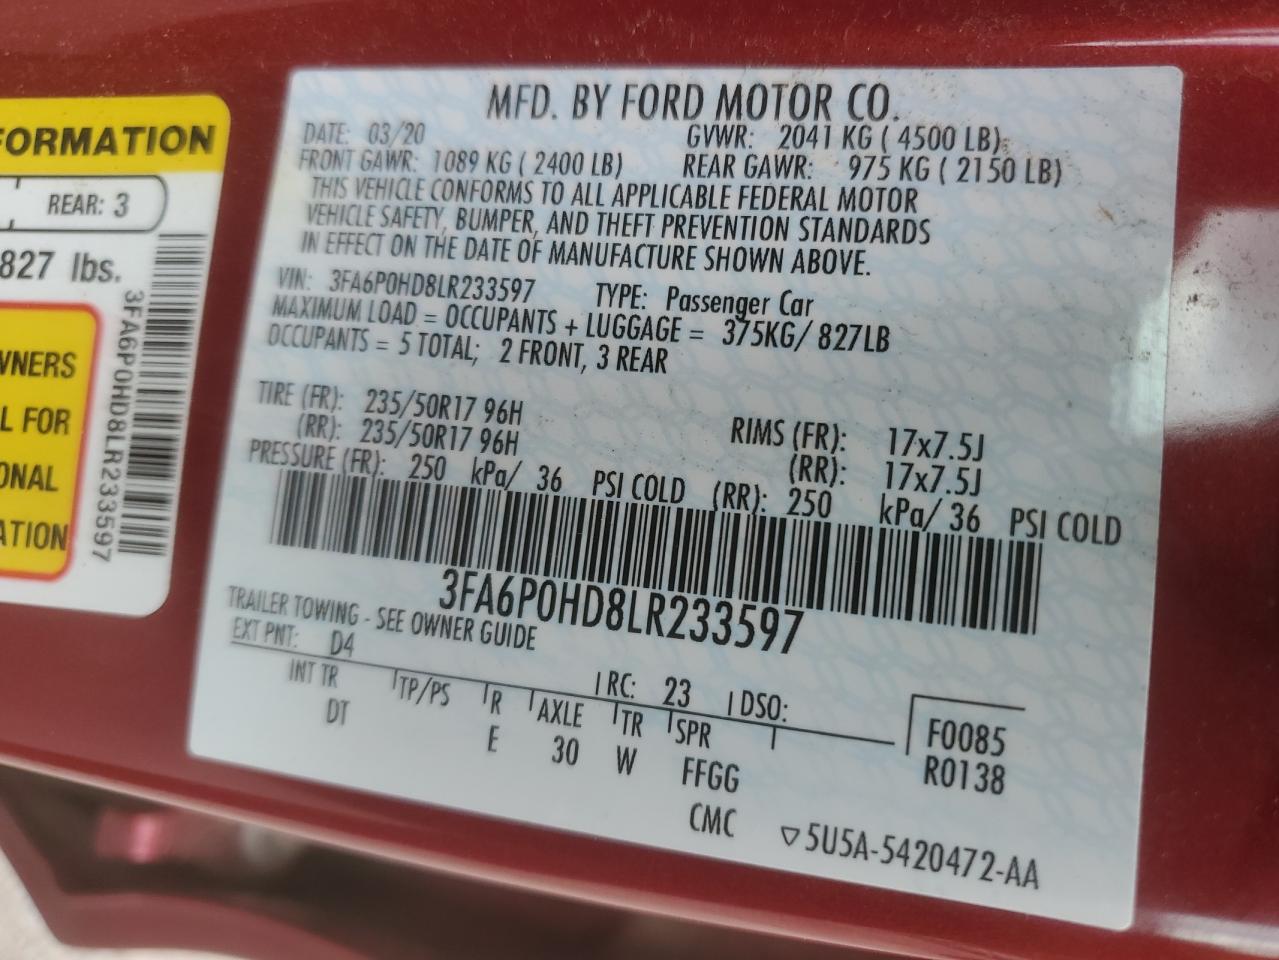 MFD. BY FORD MOTOR CO.
DATE: 03/20 GVWR: 2041 KG ( 4500 LB)
FRONT GAWR: 1089 KG ( 2400 LB) REAR GAWR: 975 KG ( 2150 LB)
THIS VEHICLE CONFORMS TO ALL APPLICABLE FEDERAL MOTOR
VEHICLE SAFETY, BUMPER, AND THEFT PREVENTION STANDARDS
IN EFFECT ON THE DATE OF MANUFACTURE SHOWN ABOVE.
VIN: 3FA6P0HD8LR233597 TYPE: Passenger Car
MAXIMUM LOAD = OCCUPANTS + LUGGAGE = 375KG/ 827LB
OCCUPANTS = 5 TOTAL; 2 FRONT, 3 REAR
TIRE (FR): 235/50R17 96H RIMS (FR): 17x7.5J
(RR): 235/50R17 96H (RR): 17x7.5J
PRESSURE (FR): 250 kPa/ 36 PSI COLD (RR): 250 kPa/ 36 PSI COLD
3FA6P0HD8LR233597
TRAILER TOWING - SEE OWNER GUIDE
EXT PNT: D4 RC: 23 DSO:
INT TR TP/PS R AXLE TR SPR F0085
DT E 30 W FFGG R0138
CMC ▽5U5A-5420472-AA
FORMATION
REAR: 3
827 lbs.
3FA6P0HD8LR233597
WNERS
L FOR
ONAL
ATION